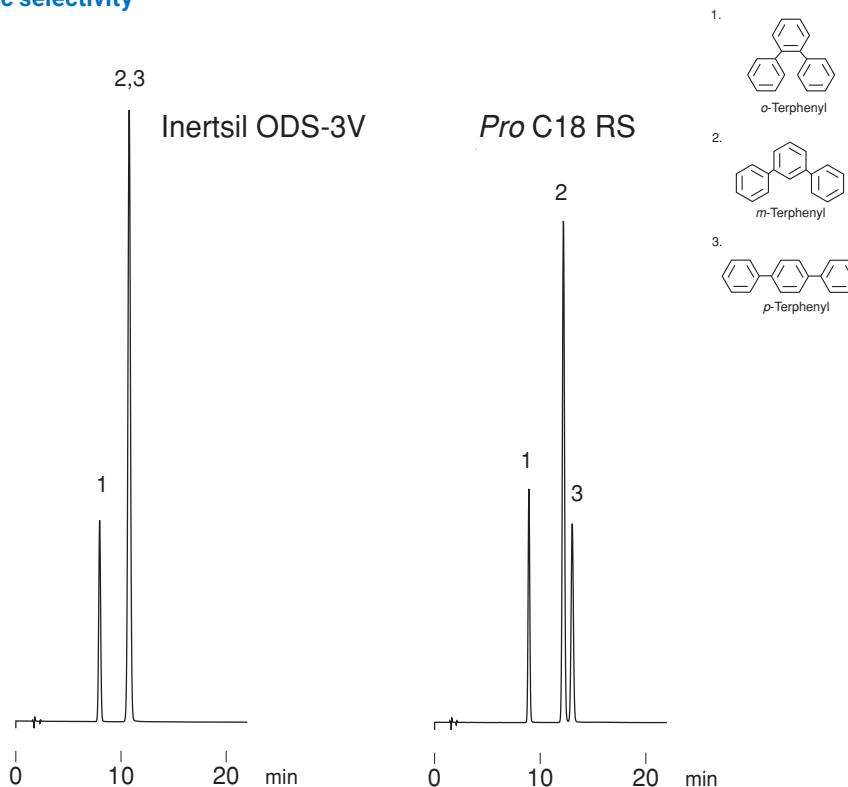 c selectivity
2,3
Inertsil ODS-3V
1
0 10 20 min
Pro C18 RS
2
1
3
0 10 20 min
1.
o-Terphenyl
2.
m-Terphenyl
3.
p-Terphenyl